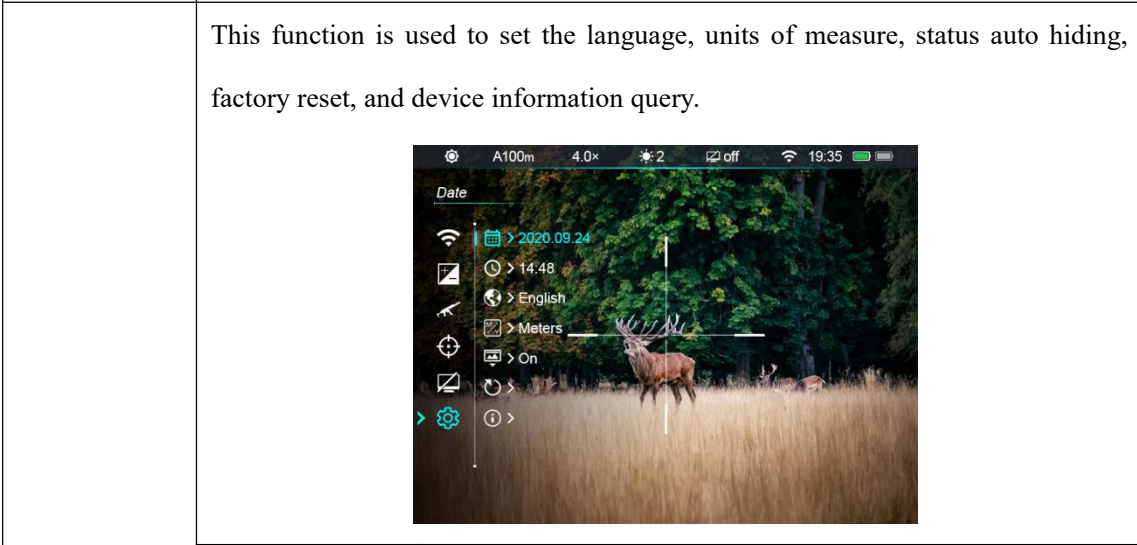 This function is used to set the language, units of measure, status auto hiding,
factory reset, and device information query.
A100m 4.0× 2 off 19:35
Date
> 2020.09.24
> 14:48
> English
> Meters
> On
>
> >